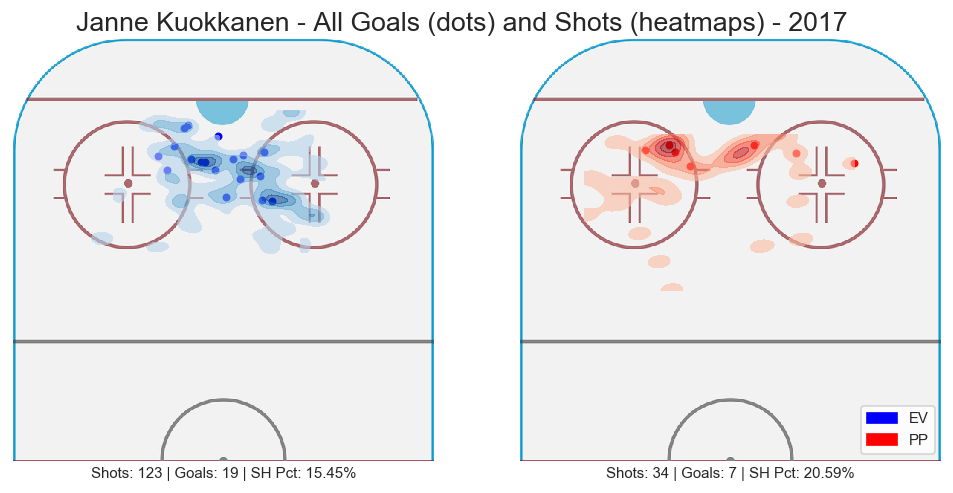 Janne Kuokkanen - All Goals (dots) and Shots (heatmaps) - 2017
EV
PP
Shots: 123 | Goals: 19 | SH Pct: 15.45%
Shots: 34 | Goals: 7 | SH Pct: 20.59%